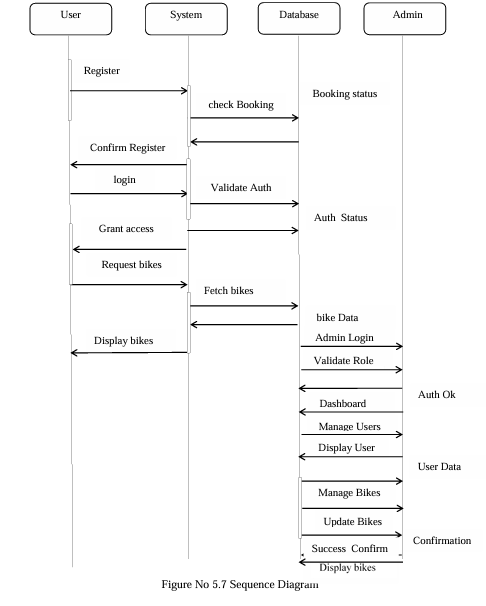 User
System
Database
Admin
Register
Booking status
check Booking
Confirm Register
login
Validate Auth
Auth Status
Grant access
Request bikes
Fetch bikes
bike Data
Admin Login
Display bikes
Validate Role
Auth Ok
Dashboard
Manage Users
Display User
User Data
Manage Bikes
Update Bikes
Confirmation
Success Confirm
Display bikes
Figure No 5.7 Sequence Diagram